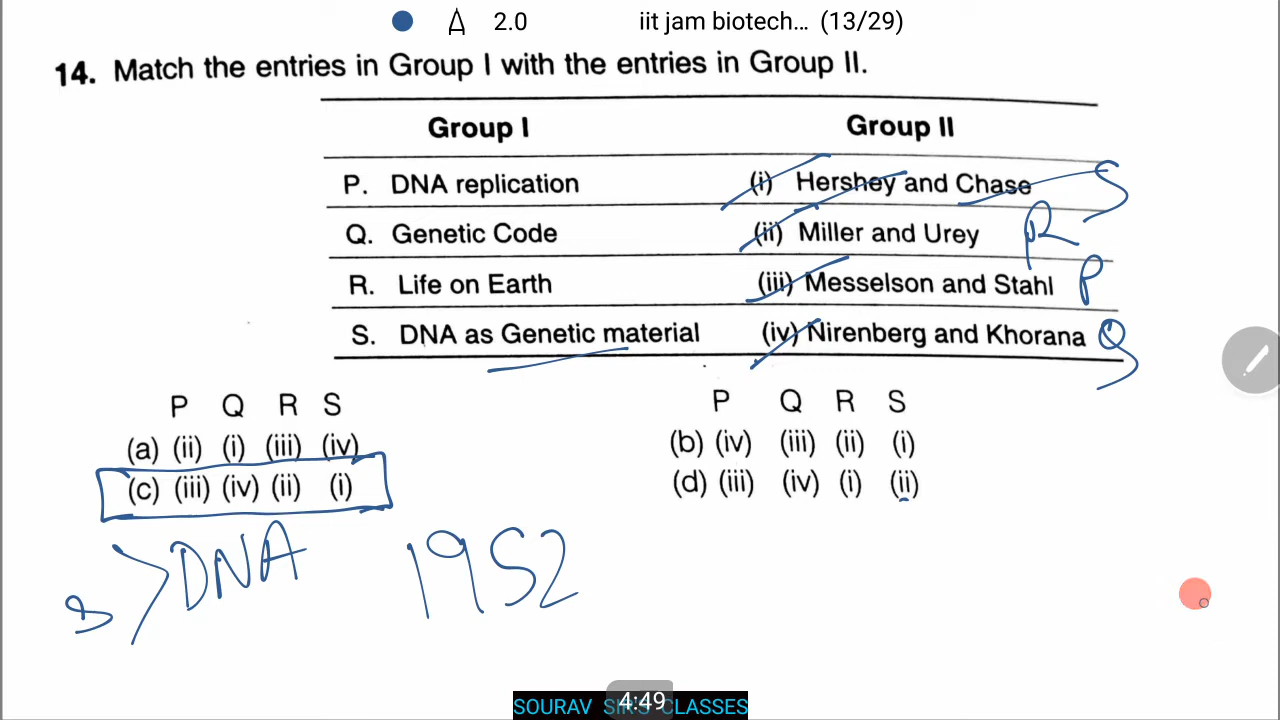 2.0 iit jam biotech... (13/29)
14. Match the entries in Group I with the entries in Group II.
Group I Group II
P. DNA replication (i) Hershey and Chase S
Q. Genetic Code (ii) Miller and Urey R
R. Life on Earth (iii) Messelson and Stahl P
S. DNA as Genetic material (iv) Nirenberg and Khorana Q
P Q R S P Q R S
(a) (ii) (i) (iii) (iv) (b) (iv) (iii) (ii) (i)
(c) (iii) (iv) (ii) (i) (d) (iii) (iv) (i) (ii)
DNA 1952
4:49
SOURAV SIR'S CLASSES